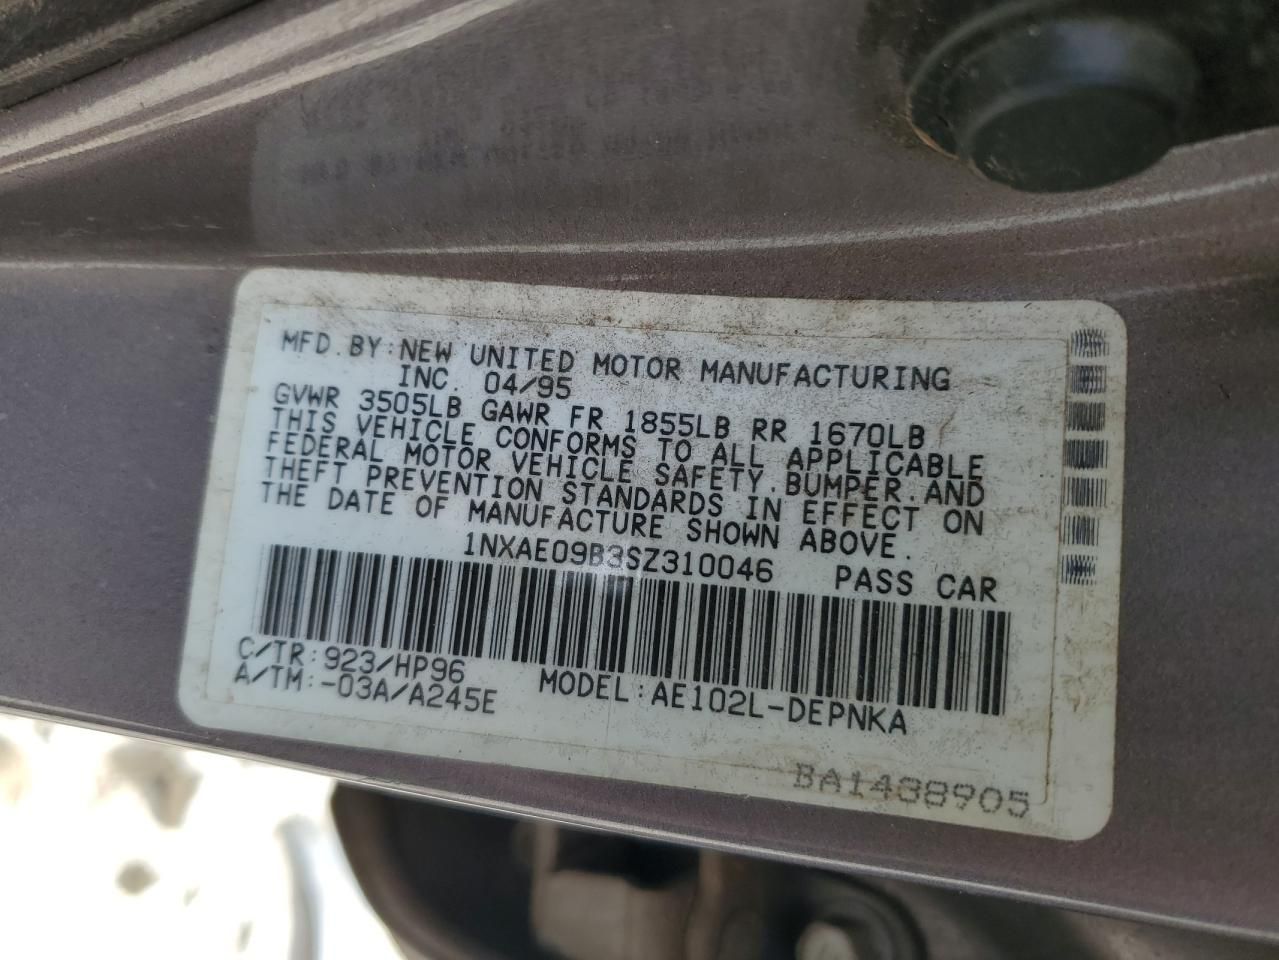 MFD. BY: NEW UNITED MOTOR MANUFACTURING
INC. 04/95
GVWR 3505LB GAWR FR 1855LB RR 1670LB
THIS VEHICLE CONFORMS TO ALL APPLICABLE
FEDERAL MOTOR VEHICLE SAFETY, BUMPER, AND
THEFT PREVENTION STANDARDS IN EFFECT ON
THE DATE OF MANUFACTURE SHOWN ABOVE.
1NXAE09B3SZ310046 PASS CAR
C/TR:923/HP96
A/TM:-03A/A245E MODEL:AE102L-DEPNKA
BA1438905